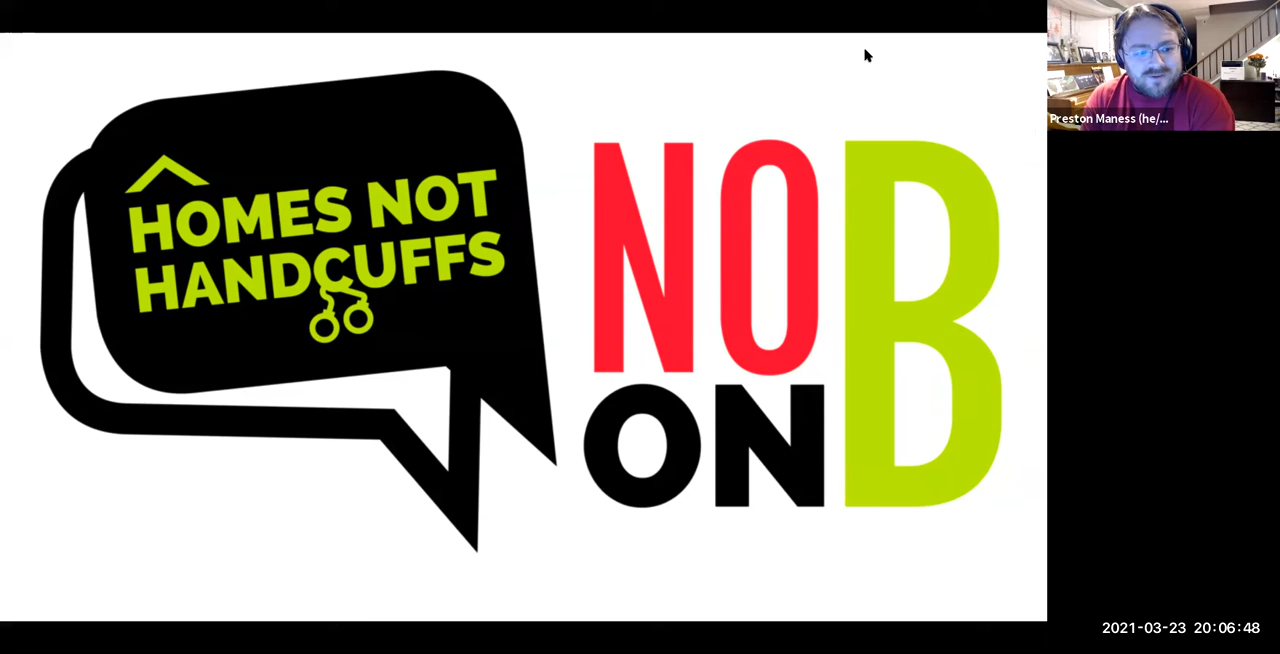 HOMES NOT
HANDCUFFS
NO
ON
B
Preston Maness (he/...
2021-03-23 20:06:48